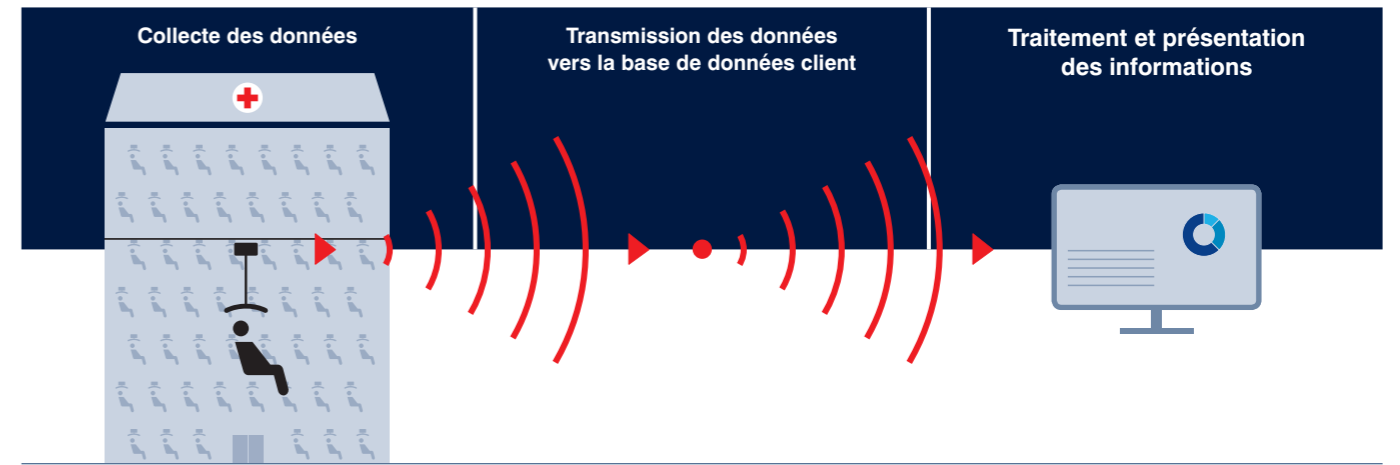 Collecte des données
Transmission des données
vers la base de données client
Traitement et présentation
des informations